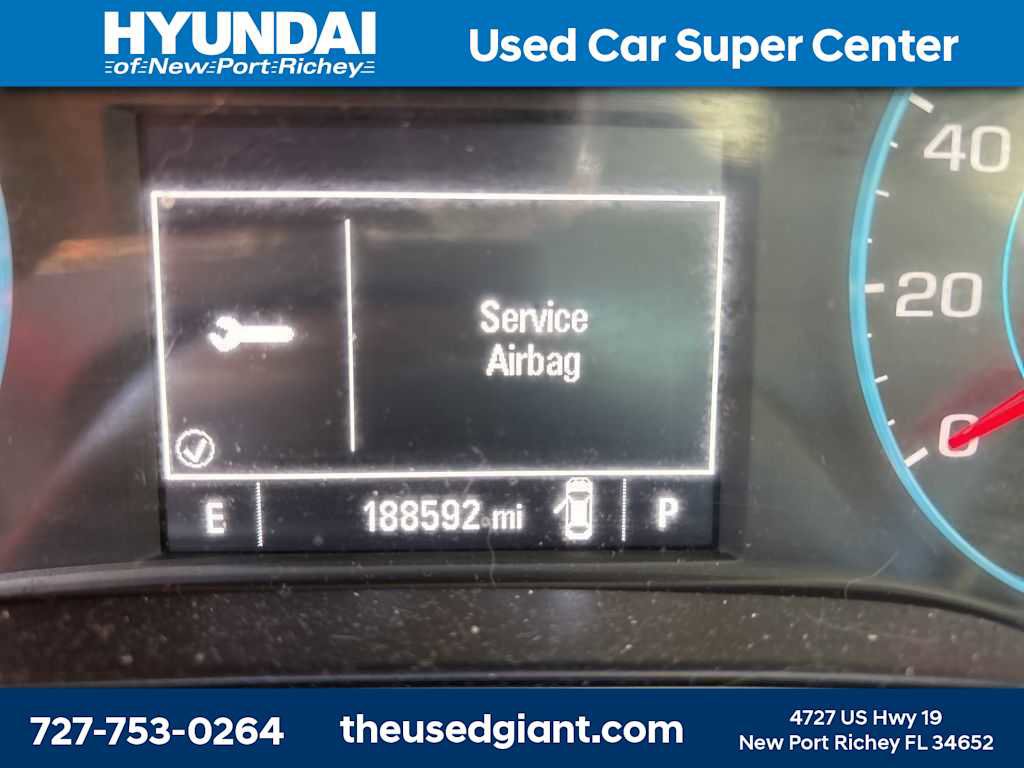 HYUNDAI
of New Port Richey
Used Car Super Center
40
20
0
Service
Airbag
E
188592 mi
P
727-753-0264
theusedgiant.com
4727 US Hwy 19
New Port Richey FL 34652